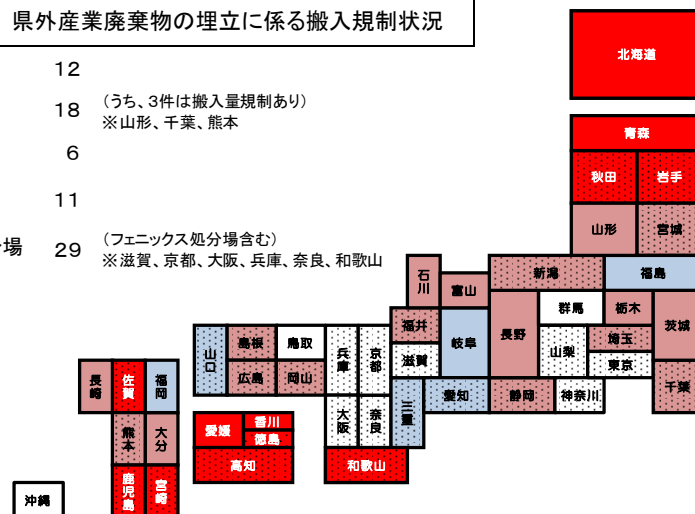 県外産業廃棄物の埋立に係る搬入規制状況
12
18 (うち、3件は搬入量規制あり)
※山形、千葉、熊本
6
11
場 29 (フェニックス処分場含む)
※滋賀、京都、大阪、兵庫、奈良、和歌山
北海道
青森
秋田 岩手
山形 宮城
石川 富山 新潟 福島
群馬 栃木 茨城
福井 岐阜 長野 山梨 埼玉
滋賀 東京
山口 島根 鳥取 兵庫 京都
広島 岡山
長崎 佐賀 福岡
三重 愛知 静岡 神奈川 千葉
大阪 奈良
熊本 大分
愛媛 香川
徳島
高知 和歌山
鹿児島 宮崎
沖縄